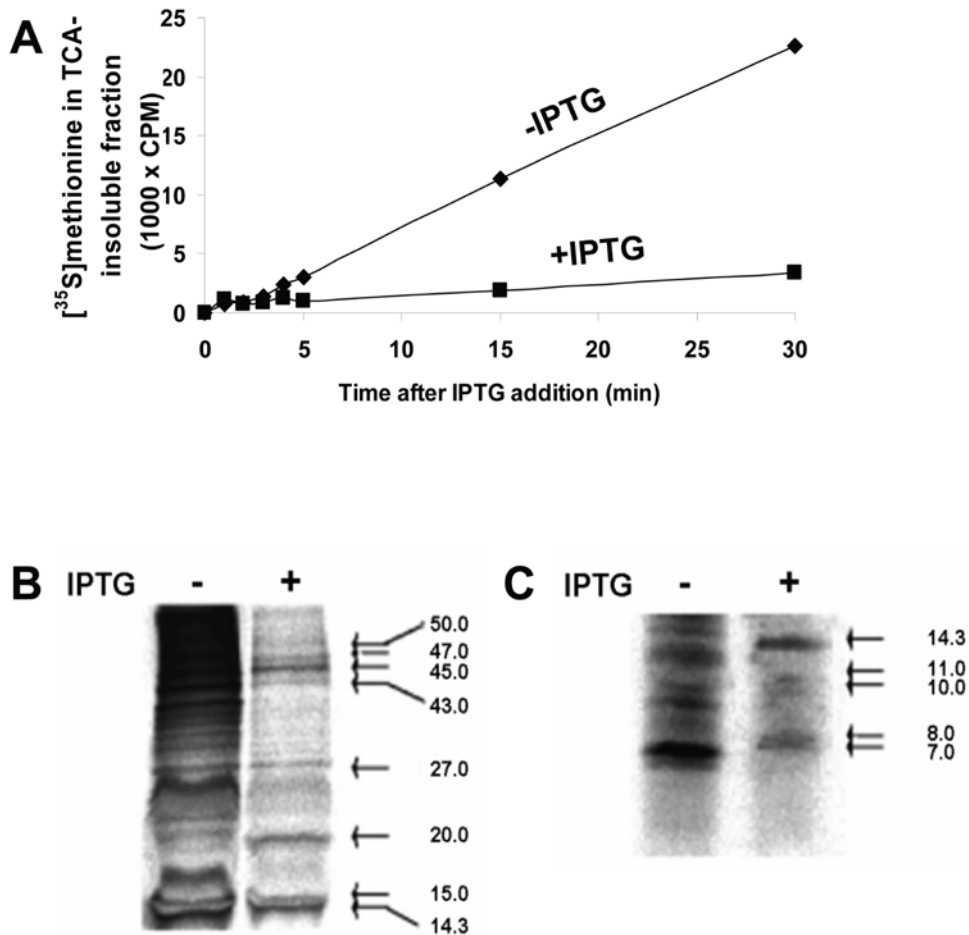 A
[35S]methionine in TCA-
insoluble fraction
(1000 x CPM)
25
20
15
10
5
0
-IPTG
+IPTG
0 5 10 15 20 25 30
Time after IPTG addition (min)
B IPTG - +
50.0
47.0
45.0
43.0
27.0
20.0
15.0
14.3
C IPTG - +
14.3
11.0
10.0
8.0
7.0